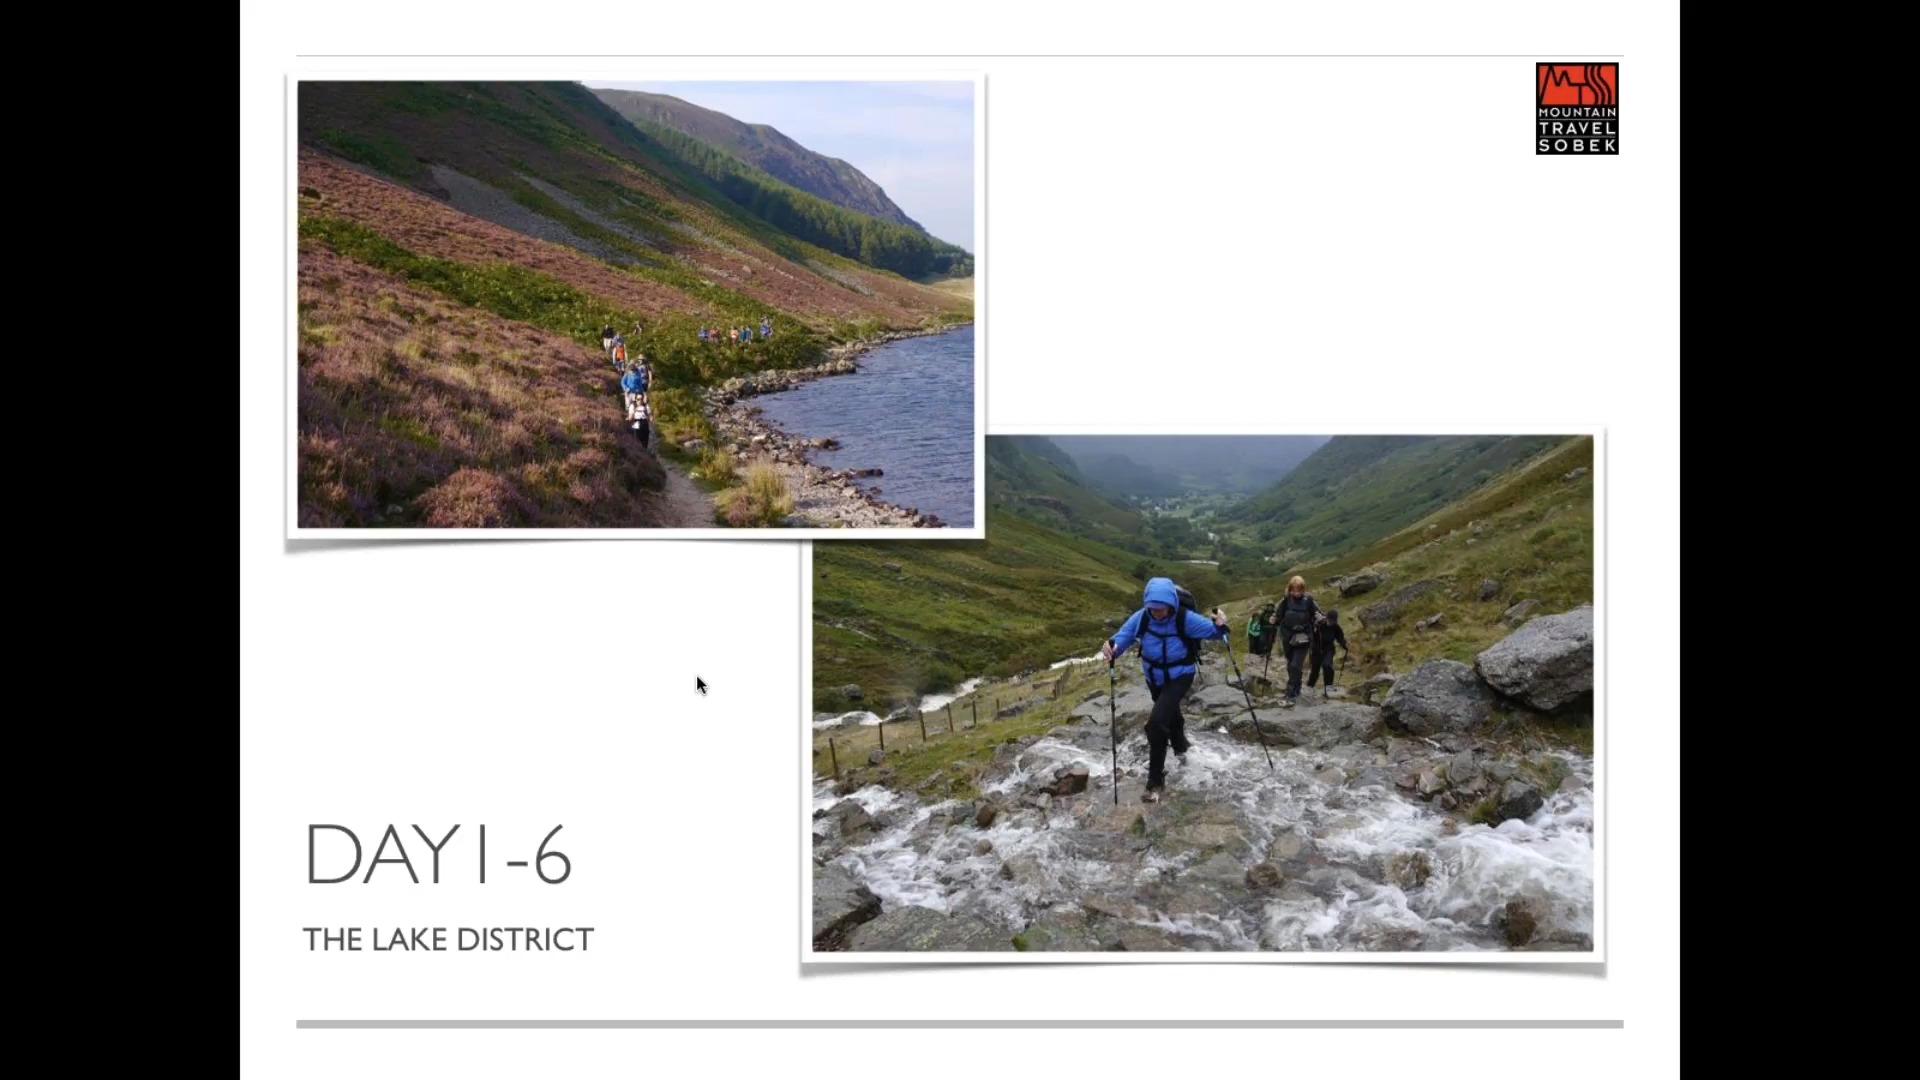 MOUNTAIN
TRAVEL
SOBEK
DAY 1-6
THE LAKE DISTRICT